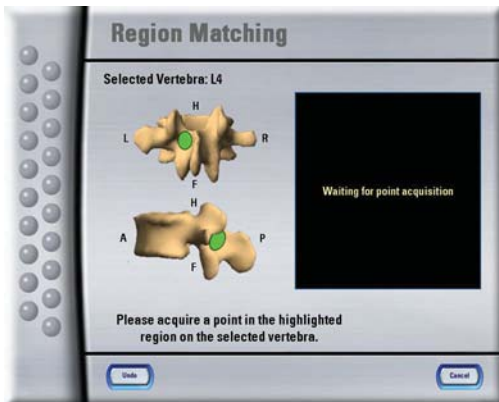 Region Matching
Selected Vertebra: L4
H
L
R
F
H
A
P
F
Waiting for point acquisition
Please acquire a point in the highlighted
region on the selected vertebra.
Undo
Cancel